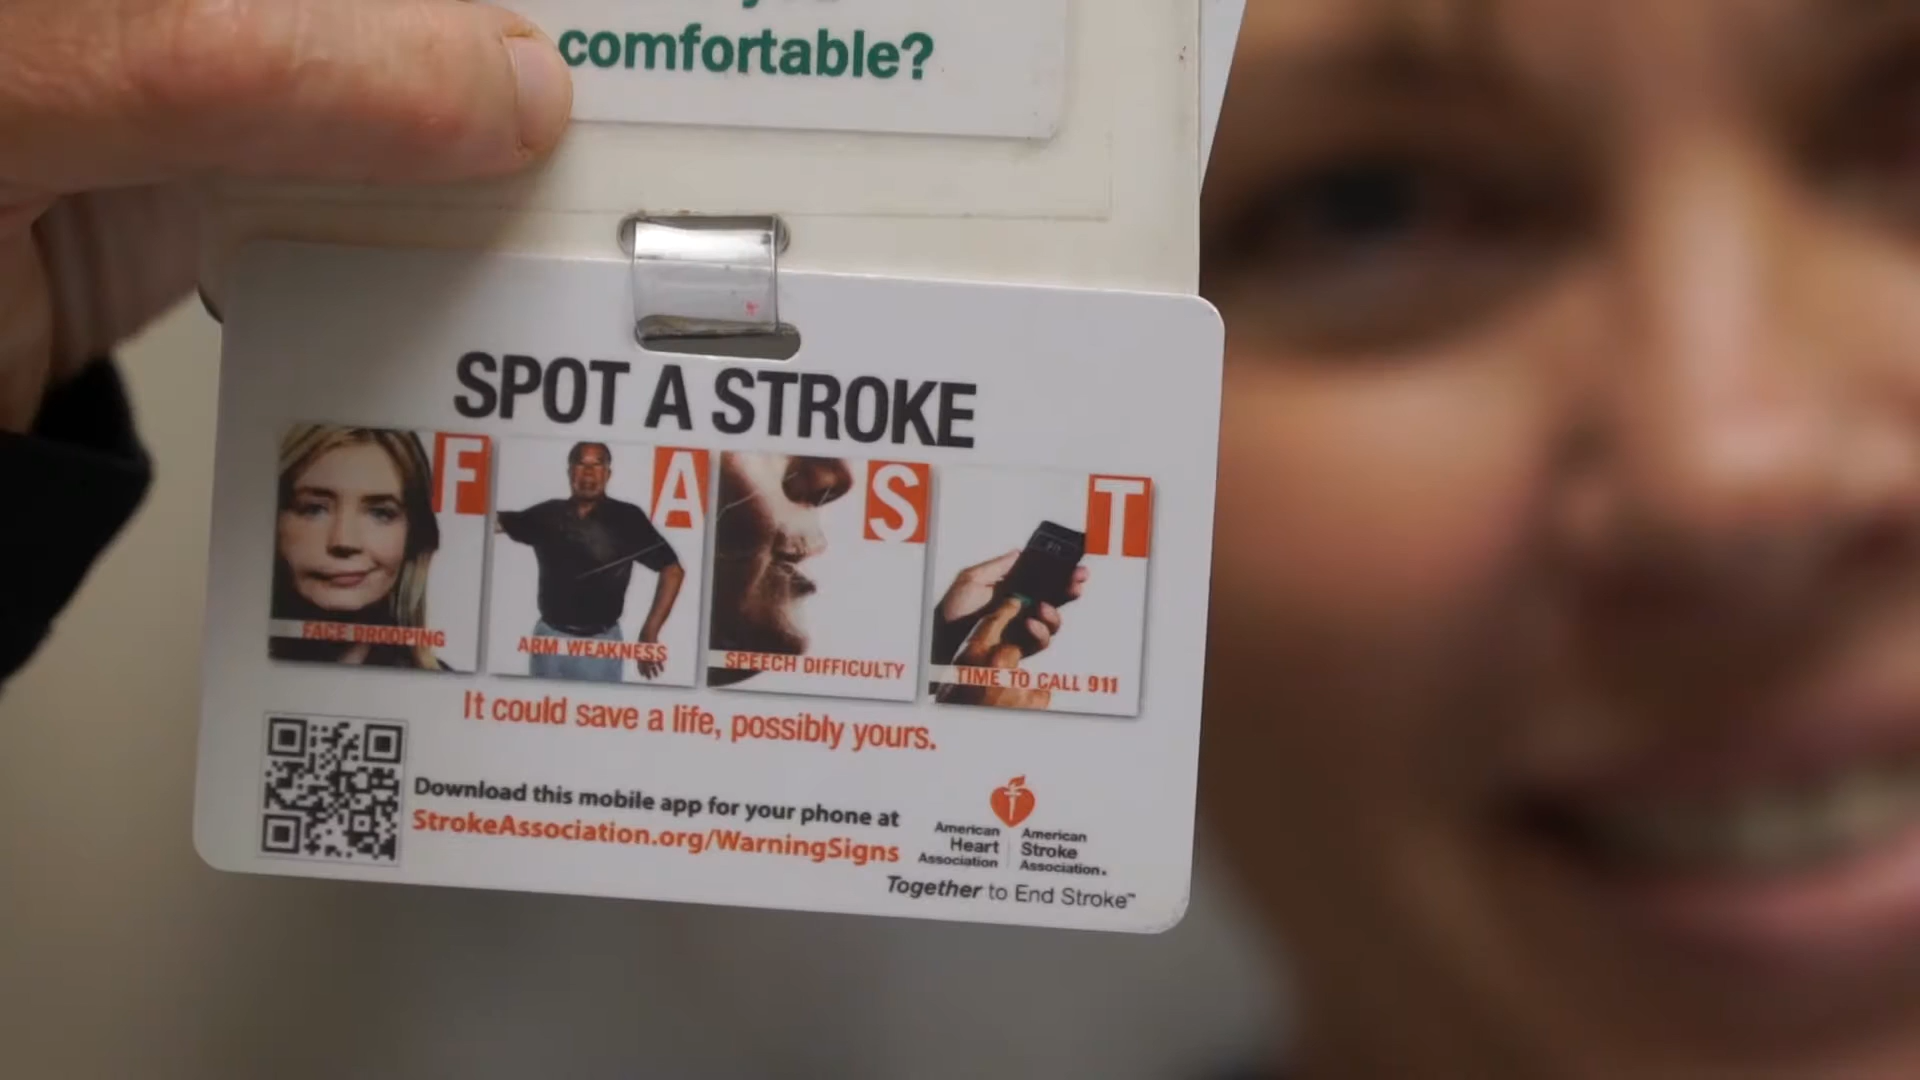 comfortable?
SPOT A STROKE
F
A
S
T
FACE DROOPING
ARM WEAKNESS
SPEECH DIFFICULTY
TIME TO CALL 911
It could save a life, possibly yours.
Download this mobile app for your phone at
StrokeAssociation.org/WarningSigns
American
Heart
Association
American
Stroke
Association.
Together to End Stroke™